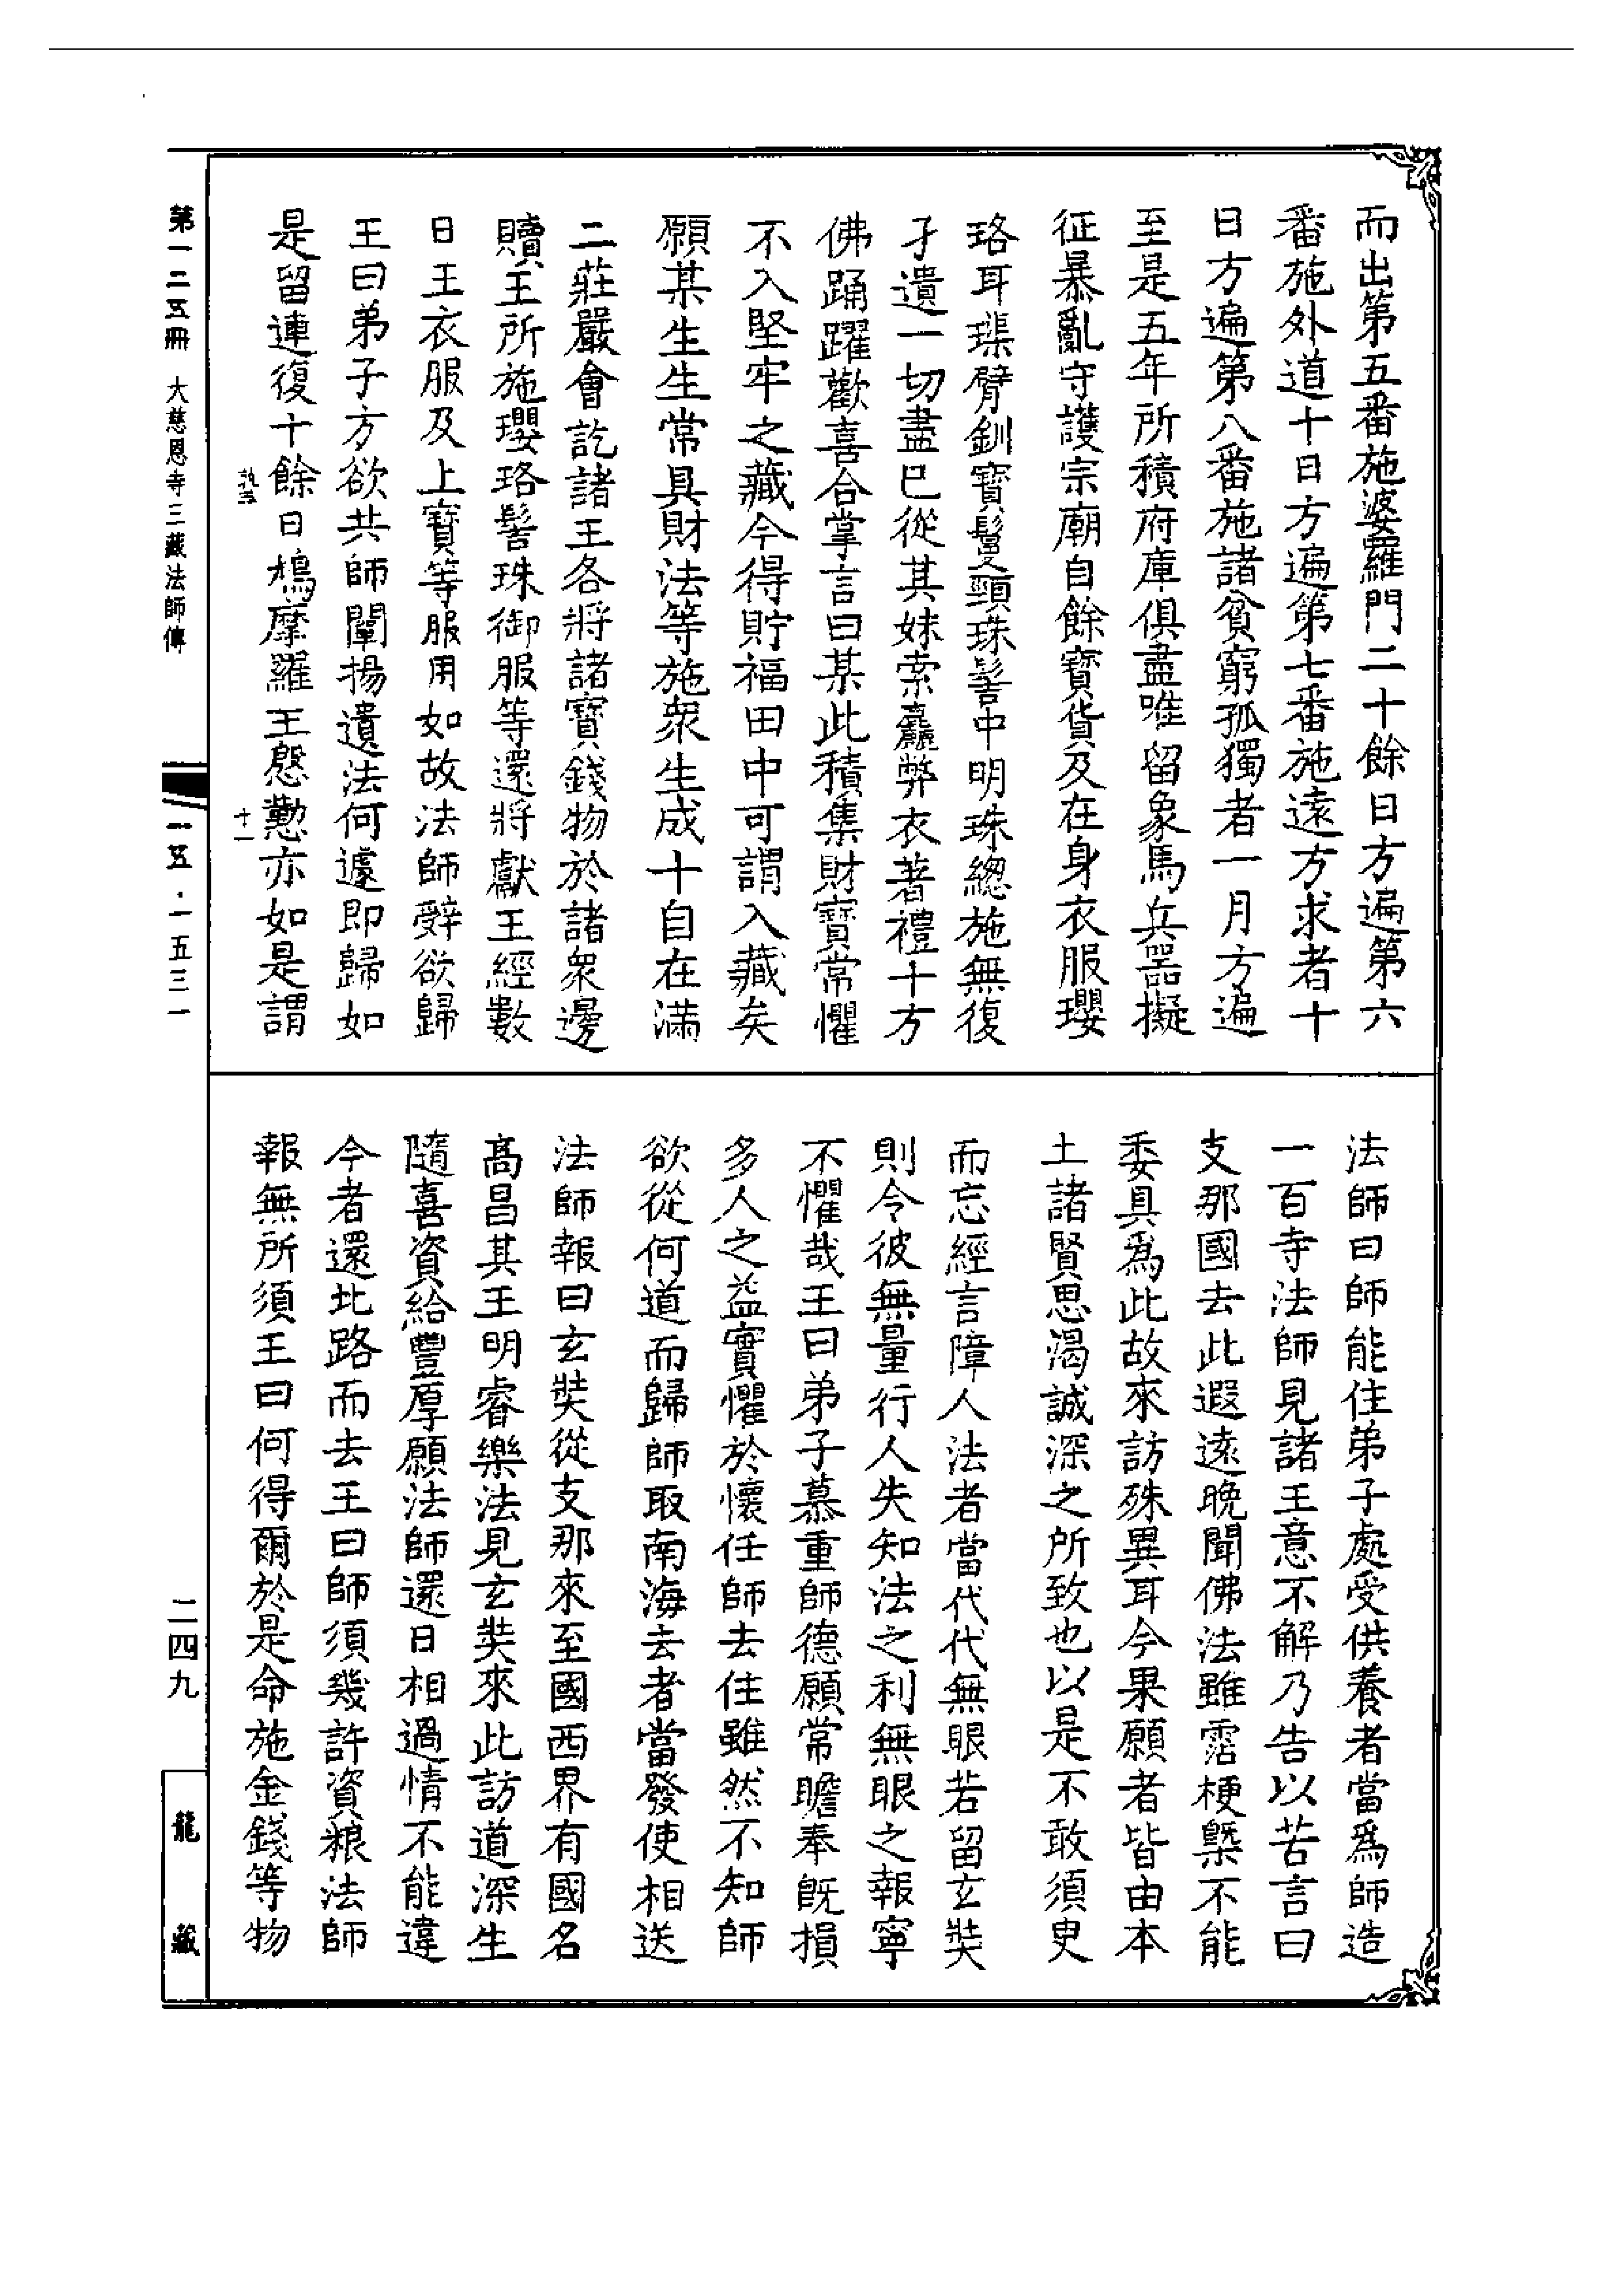 而出第五番施婆羅門二十餘日方遍第六
番施外道十日方遍第七番施遠方求者十
日方遍第八番施諸貧窮孤獨者一月方遍
至是五年所積府庫俱盡唯留象馬兵器擬
征暴亂守護宗廟自餘寶貨及在身衣服瓔
珞耳璖臂釧寶鬘頸珠髻中明珠總施無復
孑遺一切盡已從其妹索麤弊衣著禮十方
佛踊躍歡喜合掌言曰某此積集財寶常懼
不入堅牢之藏今得貯福田中可謂入藏矣
願某生生常具財法等施衆生成十自在滿
二莊嚴會訖諸王各將諸寶錢物於諸衆邊
贖王所施瓔珞髻珠御服等還將獻王經數
日王衣服及上寶等服用如故法師辭欲歸
王曰弟子方欲共師闡揚遺法何遽即歸如
是留連復十餘日鳩摩羅王慇懃亦如是謂
法師曰師能住弟子處受供養者當爲師造
一百寺法師見諸王意不解乃告以苦言曰
支那國去此遐遠晚聞佛法雖霑梗槩不能
委具爲此故來訪殊異耳今果願者皆由本
土諸賢思渴誠深之所致也以是不敢須臾
而忘經言障人法者當代代無眼若留玄奘
則令彼無量行人失知法之利無眼之報寧
不懼哉王曰弟子慕重師德願常瞻奉旣損
多人之益實懼於懷任師去住雖然不知師
欲從何道而歸師取南海去者當發使相送
法師報曰玄奘從支那來至國西界有國名
高昌其王明睿樂法見玄奘來此訪道深生
隨喜資給豐厚願法師還日相過情不能違
今者還北路而去王曰師須幾許資粮法師
報無所須王曰何得爾於是命施金錢等物
第一二五冊 大慈恩寺三藏法師傳
一五·一五三一
二四九
龍藏
十一